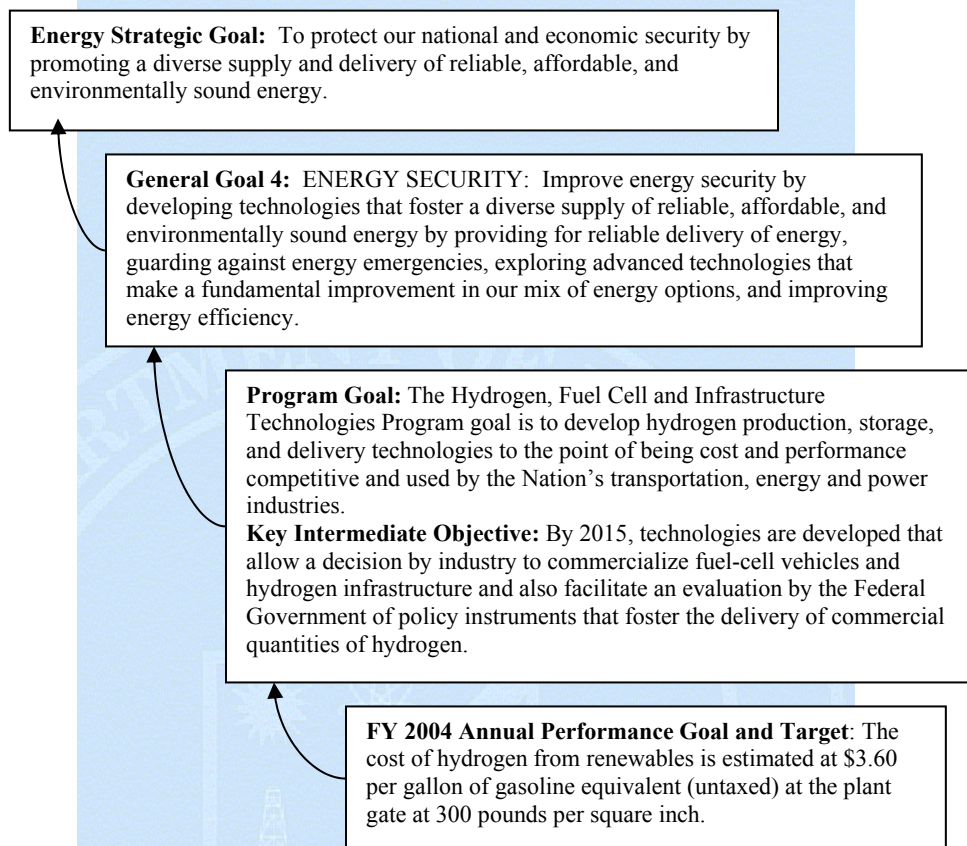 Energy Strategic Goal: To protect our national and economic security by
promoting a diverse supply and delivery of reliable, affordable, and
environmentally sound energy.
General Goal 4: ENERGY SECURITY: Improve energy security by
developing technologies that foster a diverse supply of reliable, affordable, and
environmentally sound energy by providing for reliable delivery of energy,
guarding against energy emergencies, exploring advanced technologies that
make a fundamental improvement in our mix of energy options, and improving
energy efficiency.
Program Goal: The Hydrogen, Fuel Cell and Infrastructure
Technologies Program goal is to develop hydrogen production, storage,
and delivery technologies to the point of being cost and performance
competitive and used by the Nation’s transportation, energy and power
industries.
Key Intermediate Objective: By 2015, technologies are developed that
allow a decision by industry to commercialize fuel-cell vehicles and
hydrogen infrastructure and also facilitate an evaluation by the Federal
Government of policy instruments that foster the delivery of commercial
quantities of hydrogen.
FY 2004 Annual Performance Goal and Target: The
cost of hydrogen from renewables is estimated at $3.60
per gallon of gasoline equivalent (untaxed) at the plant
gate at 300 pounds per square inch.